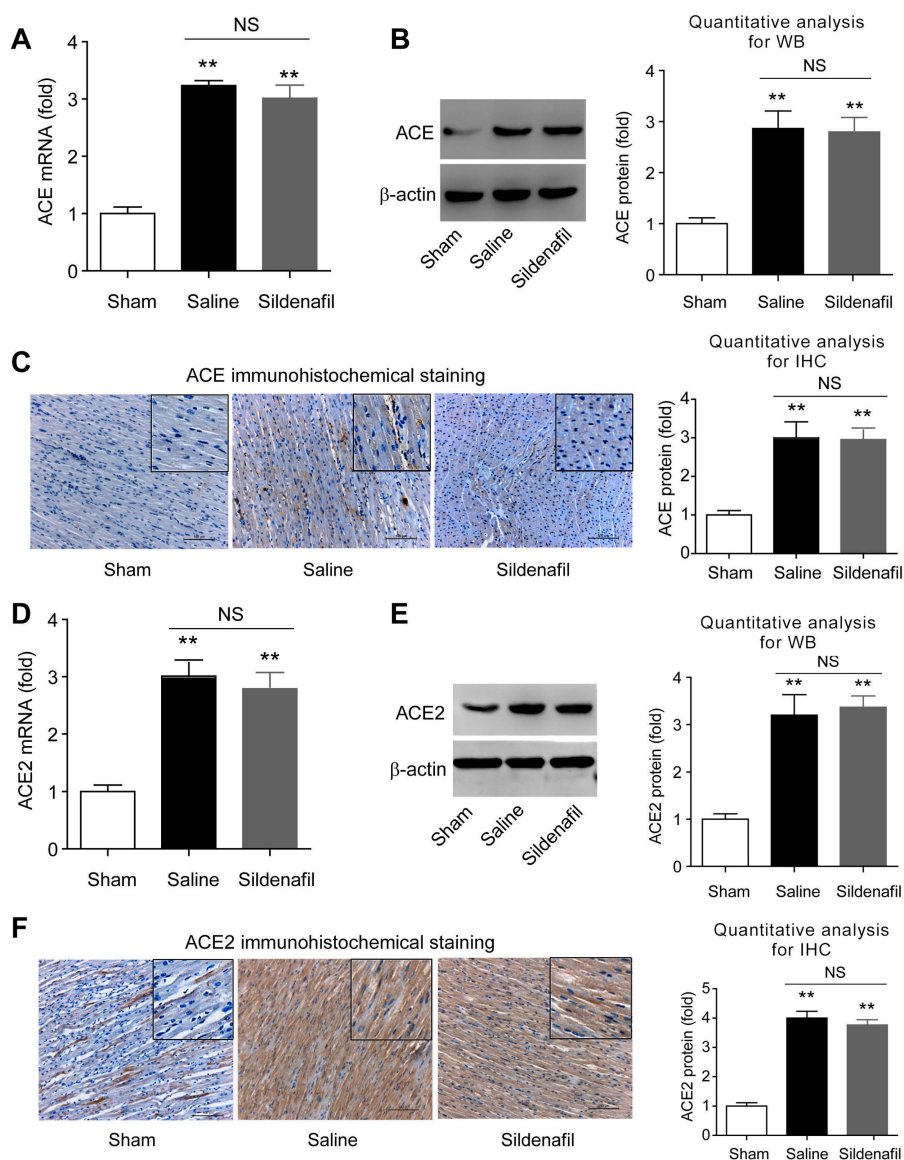 A
NS
**
**
ACE mRNA (fold)
4
3
2
1
0
Sham
Saline
Sildenafil
B
ACE
β-actin
Sham
Saline
Sildenafil
Quantitative analysis
for WB
NS
**
**
ACE protein (fold)
4
3
2
1
0
Sham
Saline
Sildenafil
C
ACE immunohistochemical staining
Sham
Saline
Sildenafil
Quantitative analysis
for IHC
NS
**
**
ACE protein (fold)
4
3
2
1
0
Sham
Saline
Sildenafil
D
NS
**
**
ACE2 mRNA (fold)
4
3
2
1
0
Sham
Saline
Sildenafil
E
ACE2
β-actin
Sham
Saline
Sildenafil
Quantitative analysis
for WB
NS
**
**
ACE2 protein (fold)
4
3
2
1
0
Sham
Saline
Sildenafil
F
ACE2 immunohistochemical staining
Sham
Saline
Sildenafil
Quantitative analysis
for IHC
NS
**
**
ACE2 protein (fold)
5
4
3
2
1
0
Sham
Saline
Sildenafil